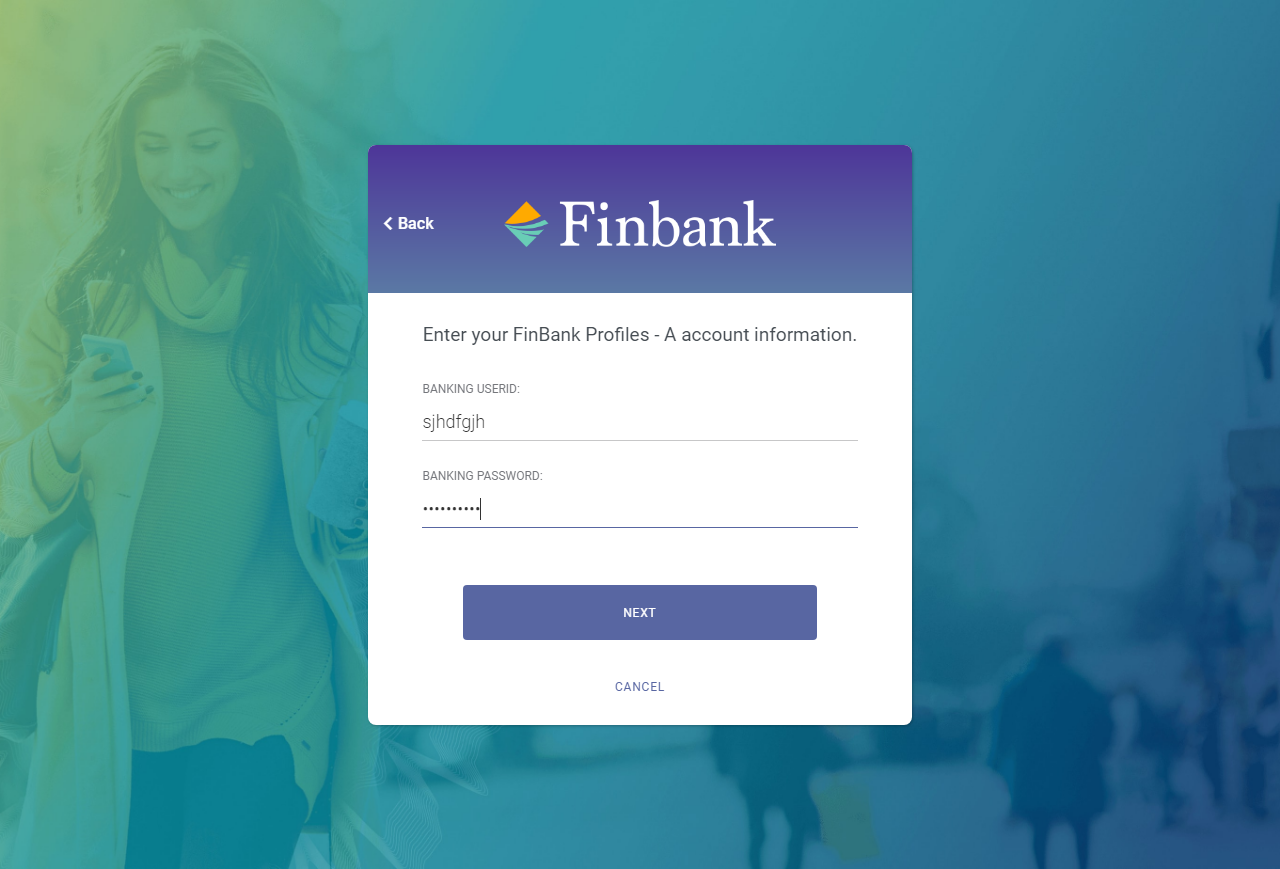 Back
Finbank
Enter your FinBank Profiles - A account information.
BANKING USERID:
sjhdfgjh
BANKING PASSWORD:
••••••••••
NEXT
CANCEL